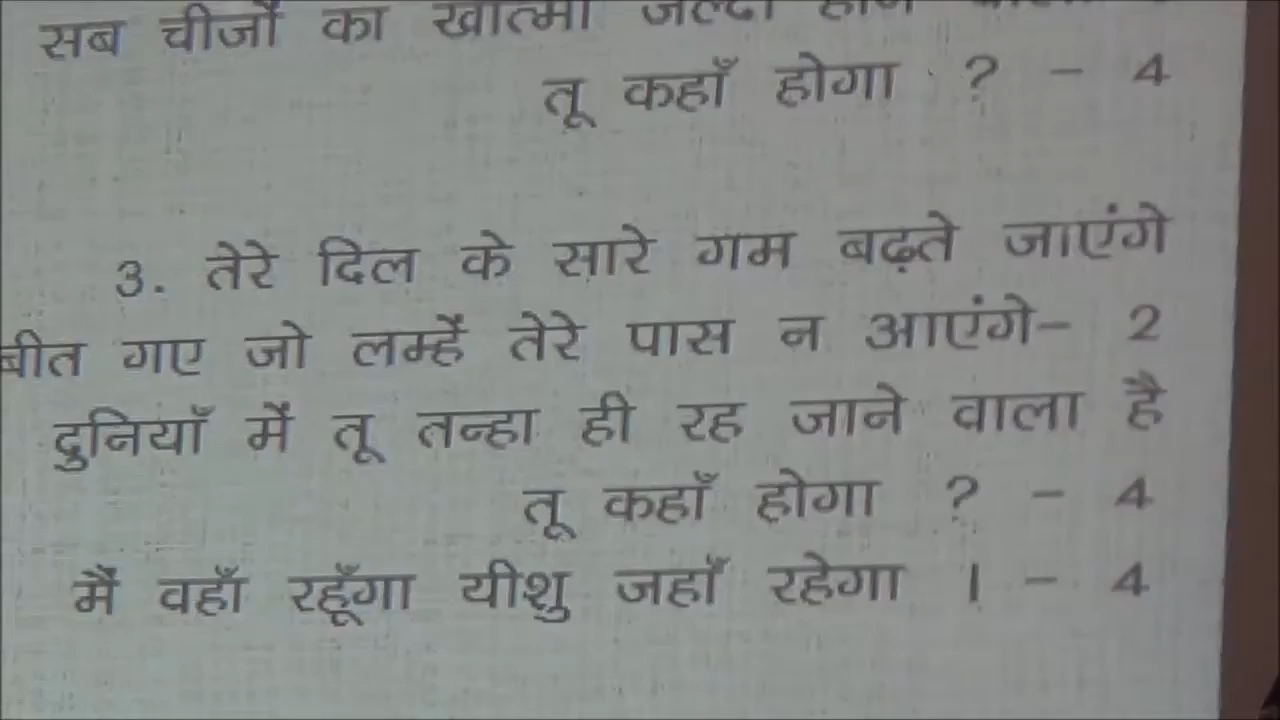 सब चीजों का खात्मा जल्दी
तू कहाँ होगा ? - 4
3. तेरे दिल के सारे गम बढ़ते जाएंगे
बीत गए जो लम्हें तेरे पास न आएंगे- 2
दुनियाँ में तू तन्हा ही रह जाने वाला है
तू कहाँ होगा ? - 4
मैं वहाँ रहूँगा यीशु जहाँ रहेगा । - 4